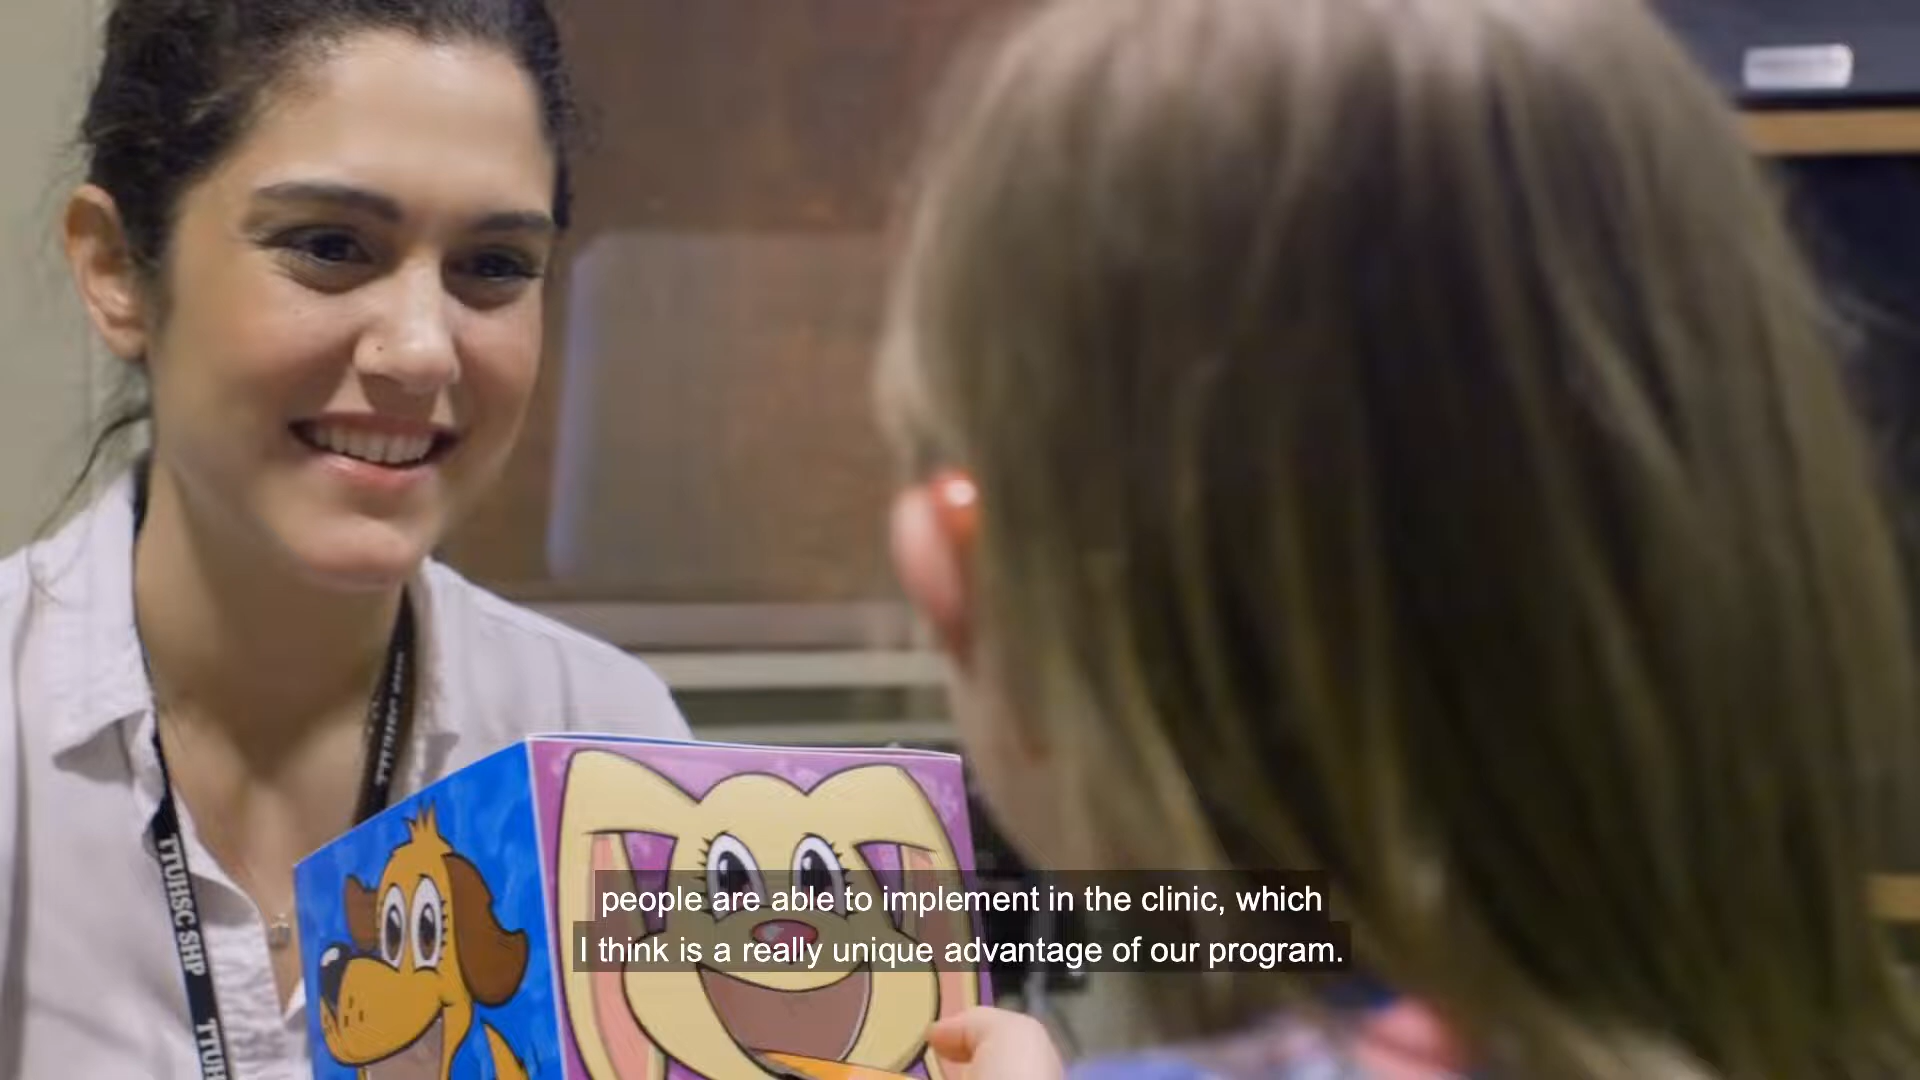 TTUHSC SHP
people are able to implement in the clinic, which
I think is a really unique advantage of our program.